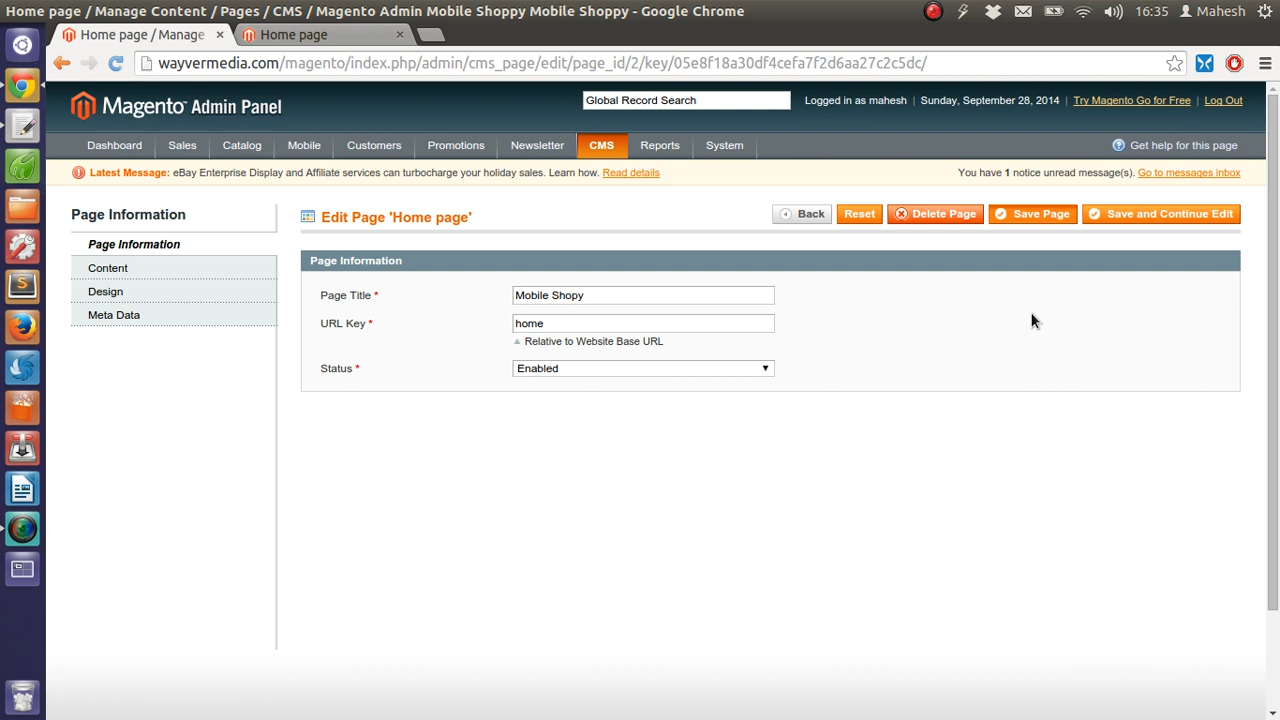 Home page / Manage Content / Pages / CMS / Magento Admin Mobile Shoppy Mobile Shoppy - Google Chrome
16:35 Mahesh
Home page / Manage × Home page ×
wayvermedia.com/magento/index.php/admin/cms_page/edit/page_id/2/key/05e8f18a30df4cefa7f2d6aa27c2c5dc/
Magento Admin Panel
Global Record Search
Logged in as mahesh | Sunday, September 28, 2014 | Try Magento Go for Free | Log Out
Dashboard Sales Catalog Mobile Customers Promotions Newsletter CMS Reports System
Get help for this page
Latest Message: eBay Enterprise Display and Affiliate services can turbocharge your holiday sales. Learn how. Read details
You have 1 notice unread message(s). Go to messages inbox
Page Information
Page Information
Content
Design
Meta Data
Edit Page 'Home page'
Back Reset Delete Page Save Page Save and Continue Edit
Page Information
Page Title * Mobile Shopy
URL Key * home
Relative to Website Base URL
Status * Enabled